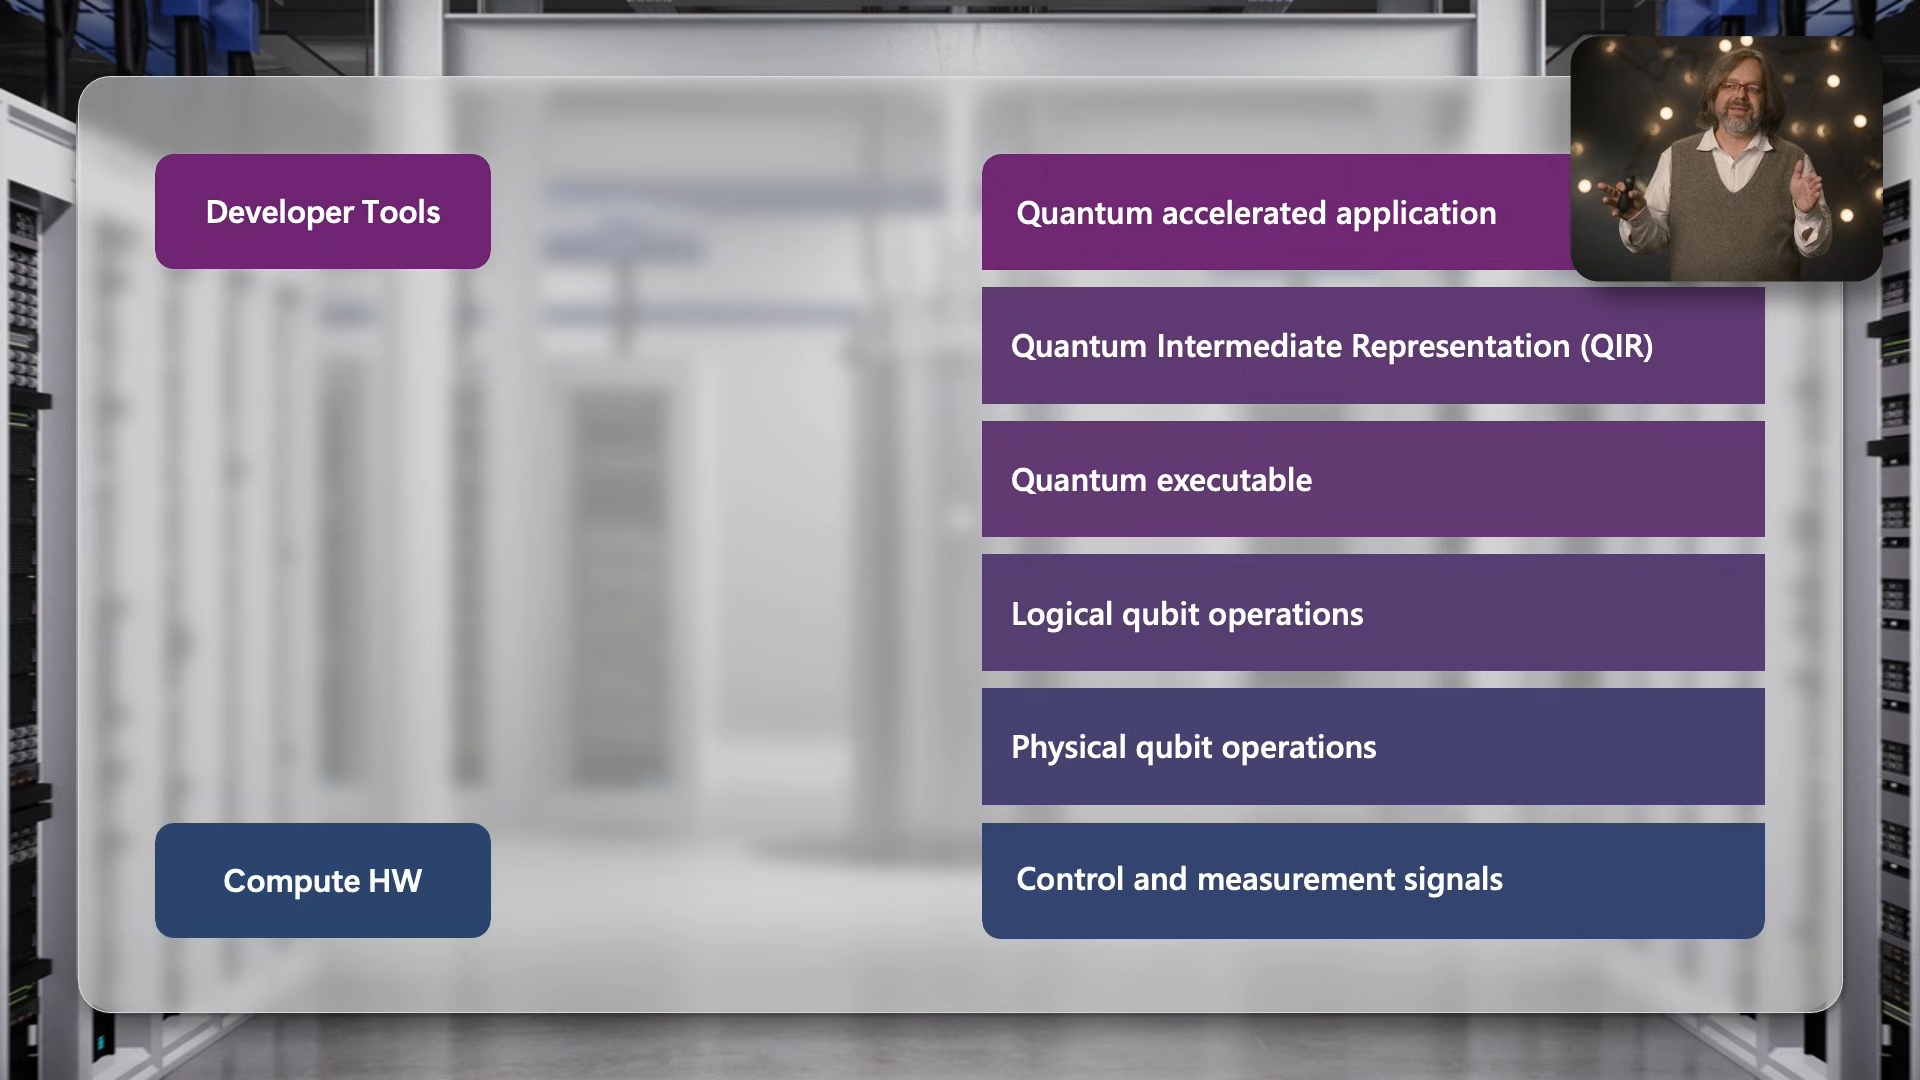 Developer Tools
Compute HW
Quantum accelerated application
Quantum Intermediate Representation (QIR)
Quantum executable
Logical qubit operations
Physical qubit operations
Control and measurement signals